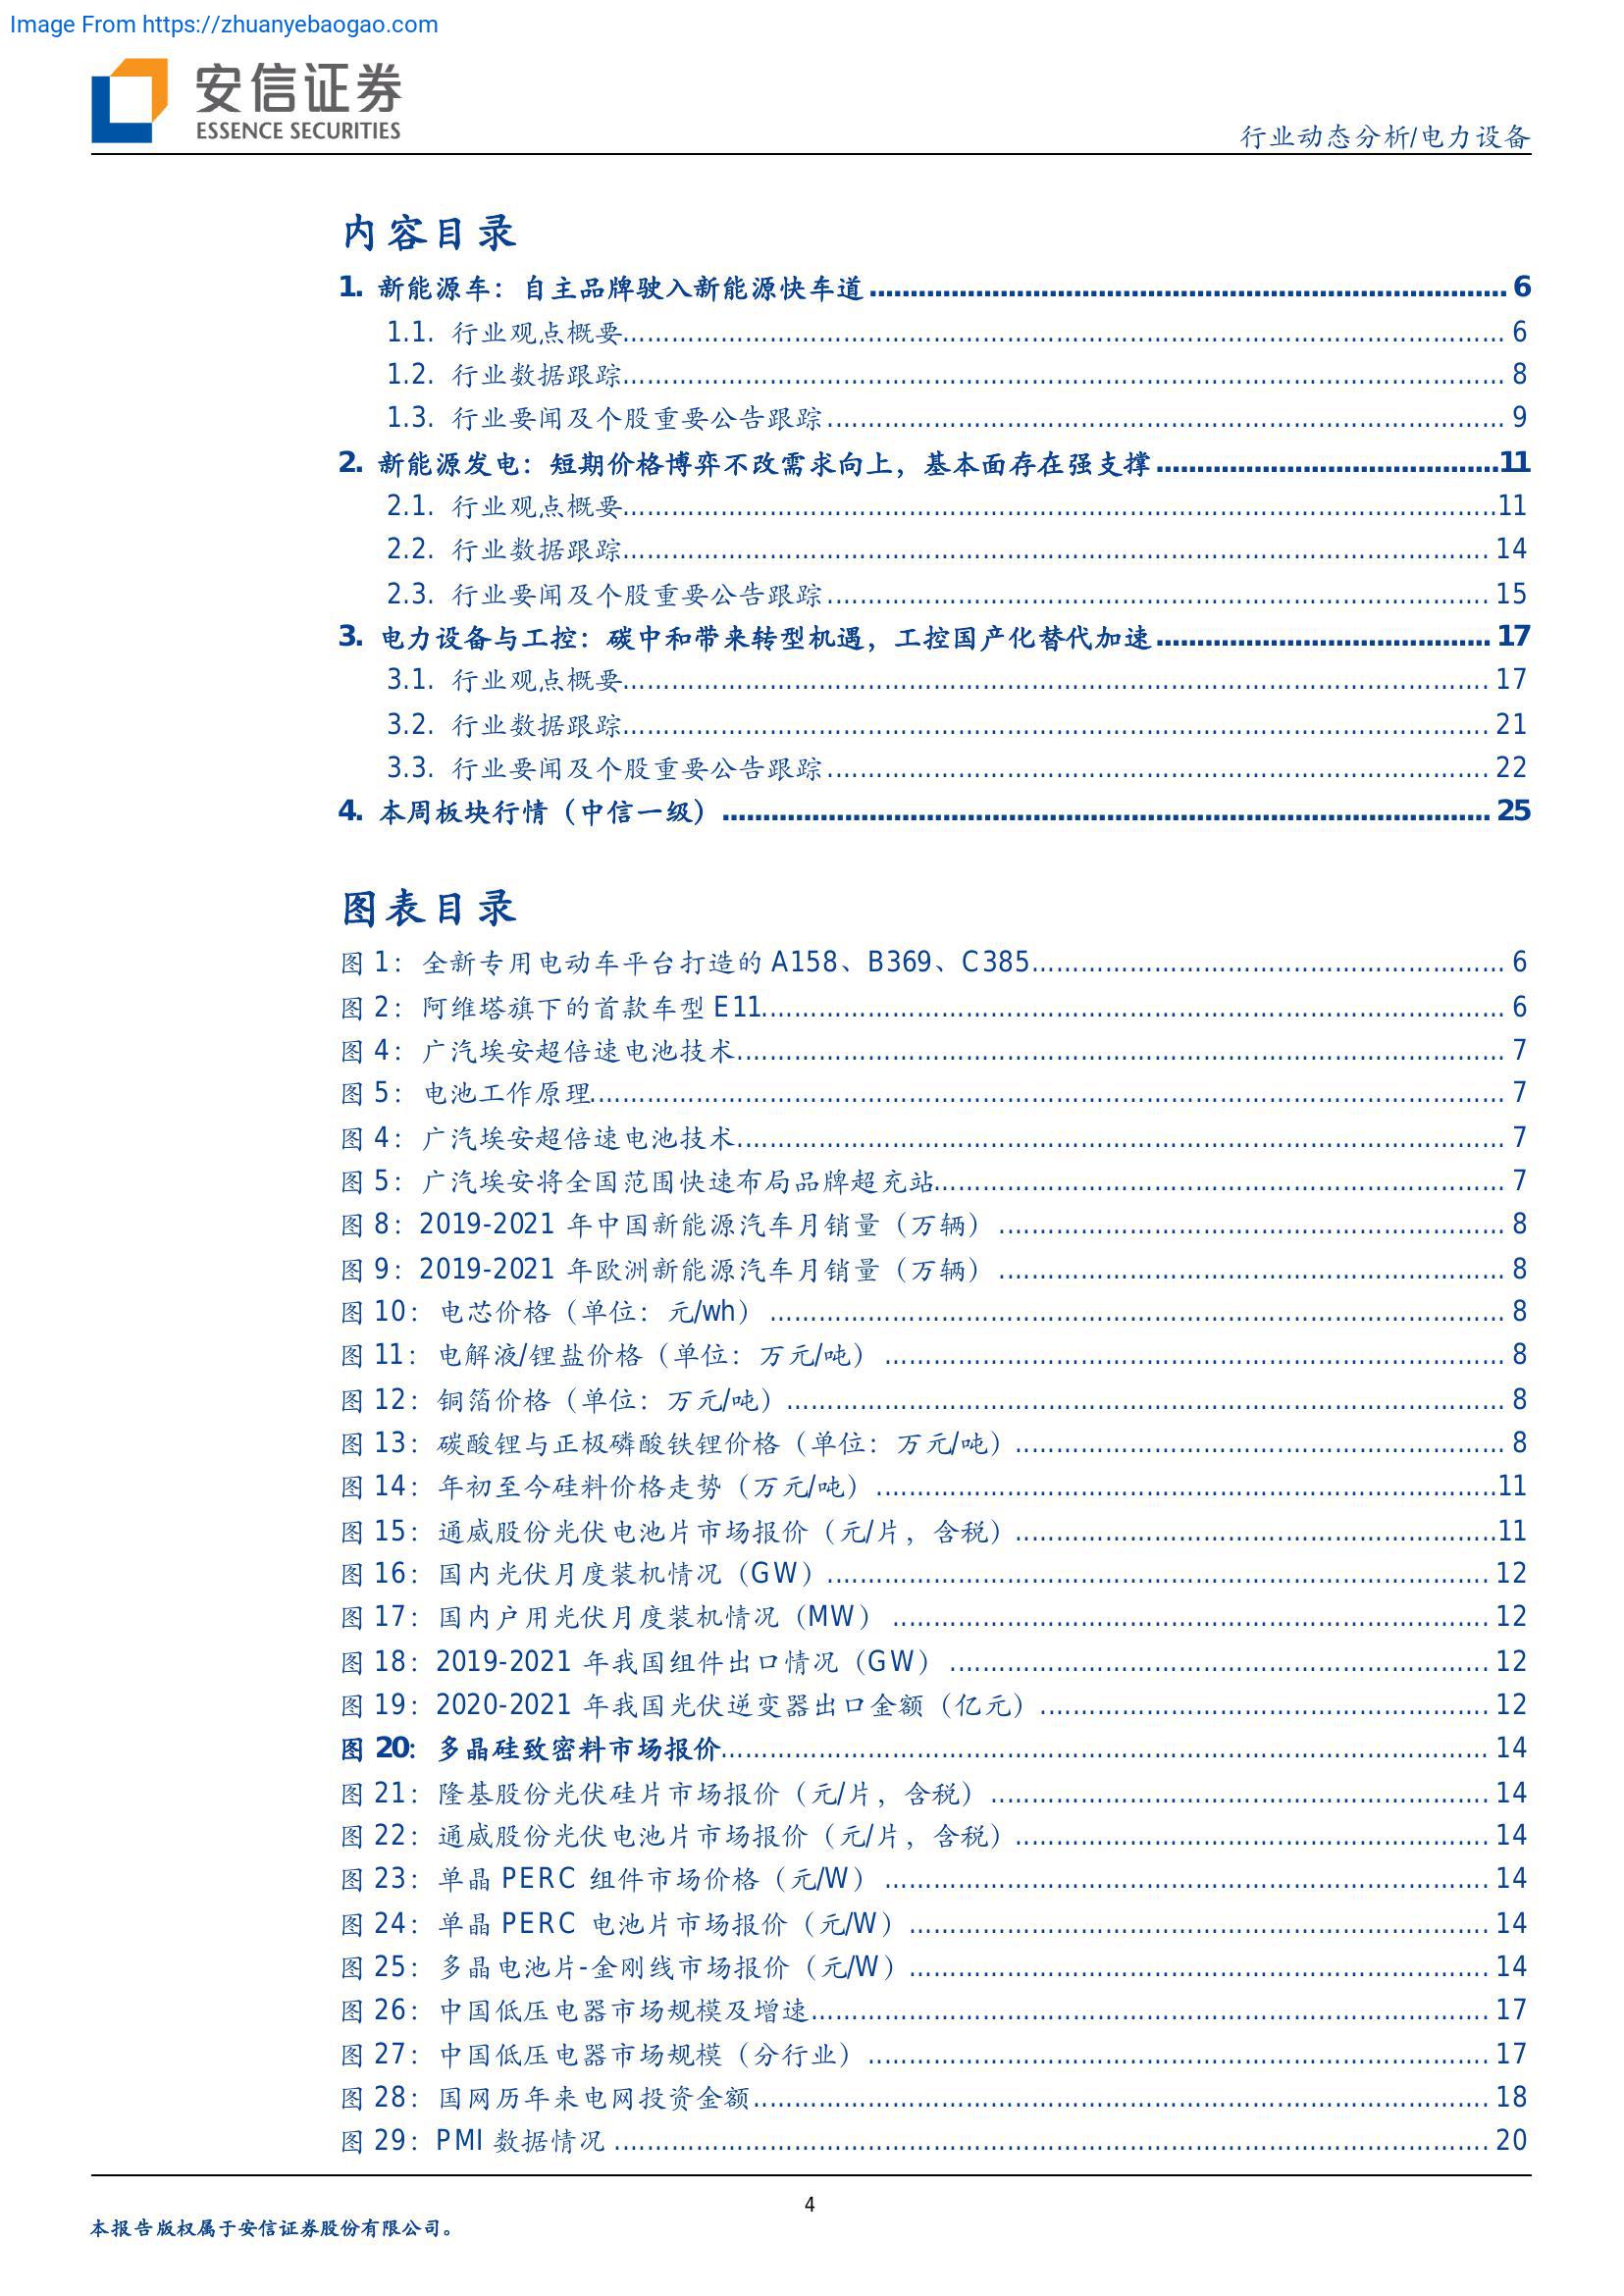 Image From https://zhuanyebaogao.com
安信证券
ESSENCE SECURITIES
行业动态分析/电力设备
内容目录
1. 新能源车：自主品牌驶入新能源快车道 6
1.1. 行业观点概要 6
1.2. 行业数据跟踪 8
1.3. 行业要闻及个股重要公告跟踪 9
2. 新能源发电：短期价格博弈不改需求向上，基本面存在强支撑 11
2.1. 行业观点概要 11
2.2. 行业数据跟踪 14
2.3. 行业要闻及个股重要公告跟踪 15
3. 电力设备与工控：碳中和带来转型机遇，工控国产化替代加速 17
3.1. 行业观点概要 17
3.2. 行业数据跟踪 21
3.3. 行业要闻及个股重要公告跟踪 22
4. 本周板块行情（中信一级） 25
图表目录
图 1：全新专用电动车平台打造的 A158、B369、C385 6
图 2：阿维塔旗下的首款车型 E11 6
图 4：广汽埃安超倍速电池技术 7
图 5：电池工作原理 7
图 4：广汽埃安超倍速电池技术 7
图 5：广汽埃安将全国范围快速布局品牌超充站 7
图 8：2019-2021 年中国新能源汽车月销量（万辆） 8
图 9：2019-2021 年欧洲新能源汽车月销量（万辆） 8
图 10：电芯价格（单位：元/wh） 8
图 11：电解液/锂盐价格（单位：万元/吨） 8
图 12：铜箔价格（单位：万元/吨） 8
图 13：碳酸锂与正极磷酸铁锂价格（单位：万元/吨） 8
图 14：年初至今硅料价格走势（万元/吨） 11
图 15：通威股份光伏电池片市场报价（元/片，含税） 11
图 16：国内光伏月度装机情况（GW） 12
图 17：国内户用光伏月度装机情况（MW） 12
图 18：2019-2021 年我国组件出口情况（GW） 12
图 19：2020-2021 年我国光伏逆变器出口金额（亿元） 12
图 20：多晶硅致密料市场报价 14
图 21：隆基股份光伏硅片市场报价（元/片，含税） 14
图 22：通威股份光伏电池片市场报价（元/片，含税） 14
图 23：单晶 PERC 组件市场价格（元/W） 14
图 24：单晶 PERC 电池片市场报价（元/W） 14
图 25：多晶电池片-金刚线市场报价（元/W） 14
图 26：中国低压电器市场规模及增速 17
图 27：中国低压电器市场规模（分行业） 17
图 28：国网历年来电网投资金额 18
图 29：PMI 数据情况 20
4
本报告版权属于安信证券股份有限公司。